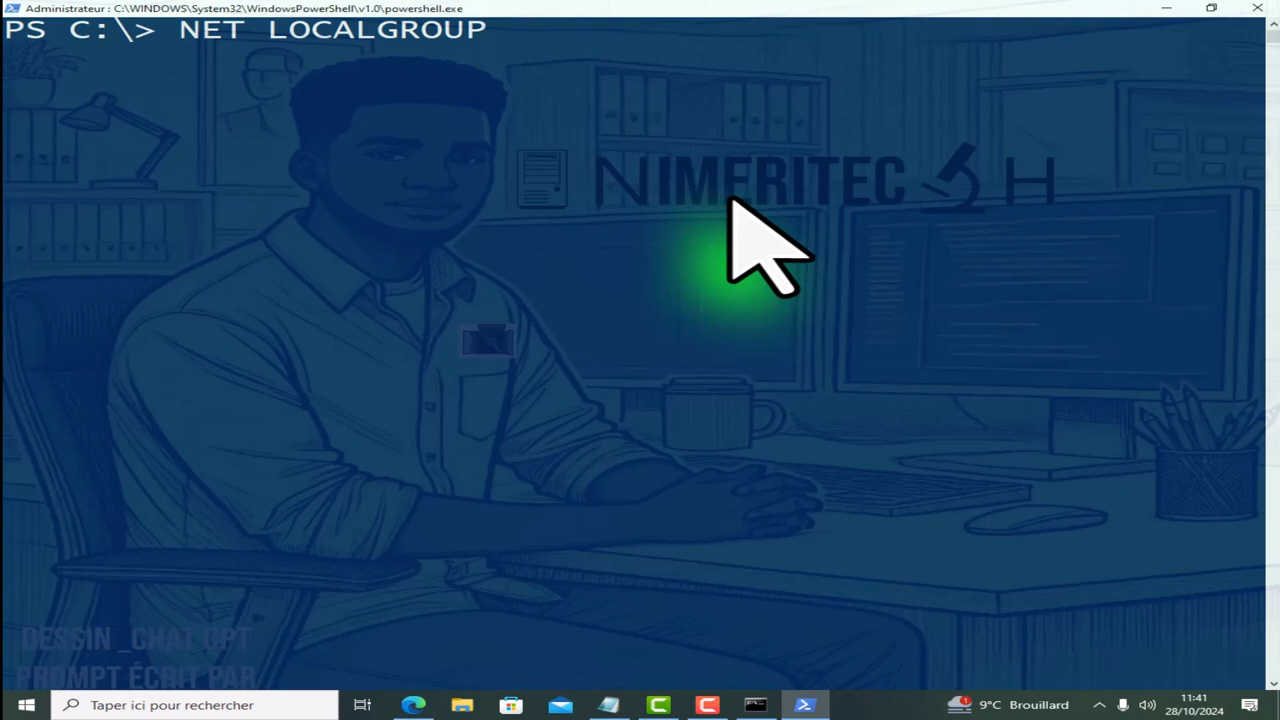 Administrateur : C:\WINDOWS\System32\WindowsPowerShell\v1.0\powershell.exe
PS C:\> NET LOCALGROUP
NIMERITEC H
DESSIN _CHAT GPT
PROMPT ÉCRIT PAR
Taper ici pour rechercher
9°C Brouillard
11:41
28/10/2024